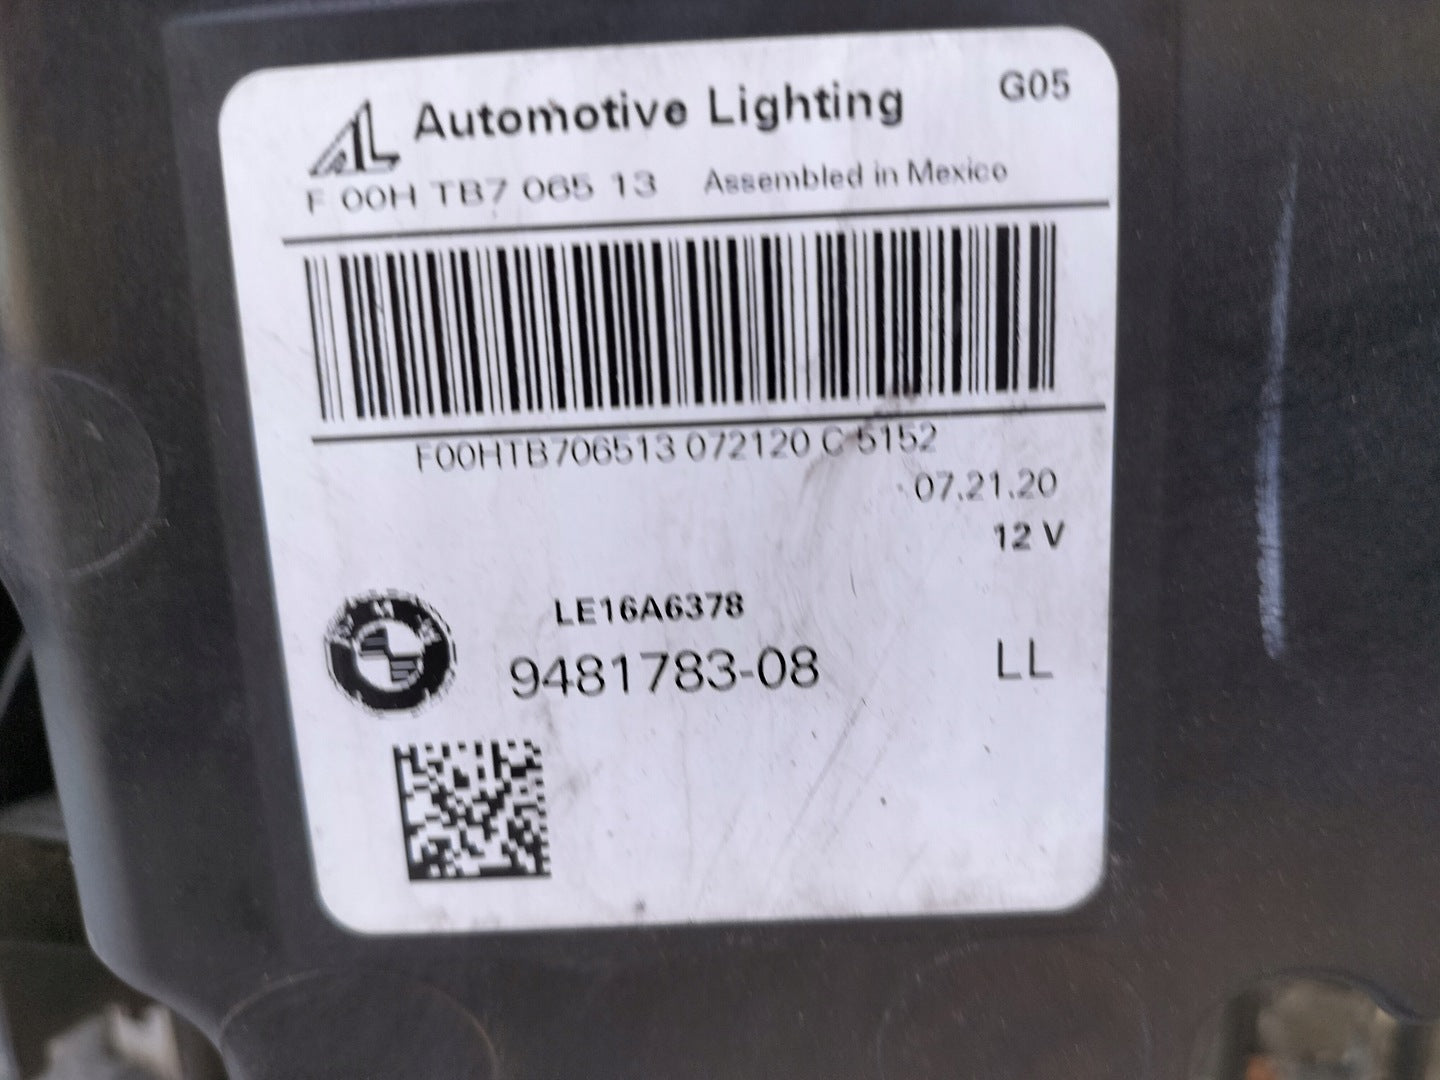 AL Automotive Lighting G05
F 00H TB7 065 13 Assembled in Mexico
F00HTB706513 072120 C 5152
07.21.20
12 V
LE16A6378
9481783-08 LL